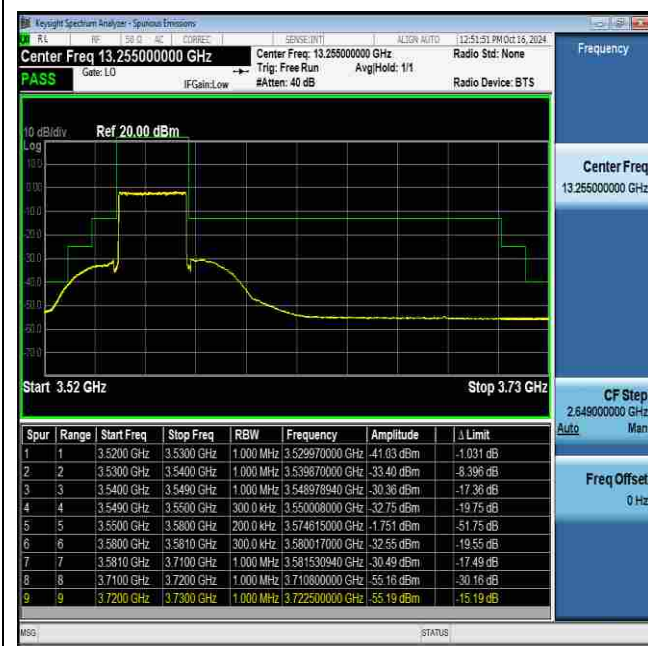 Keysight Spectrum Analyzer - Spurious Emissions
RL RF 50 Ω AC CORREC SENSE:INT ALIGN AUTO 12:51:51 PM Oct 16, 2024
Center Freq 13.255000000 GHz
Center Freq: 13.255000000 GHz
Radio Std: None
Trig: Free Run Avg|Hold: 1/1
PASS Gate: LO
IFGain:Low
#Atten: 40 dB
Radio Device: BTS
10 dB/div Ref 20.00 dBm
Log
10.0
0.00
-10.0
-20.0
-30.0
-40.0
-50.0
-60.0
-70.0
Start 3.52 GHz Stop 3.73 GHz
Spur Range Start Freq Stop Freq RBW Frequency Amplitude Δ Limit
1 1 3.5200 GHz 3.5300 GHz 1.000 MHz 3.529970000 GHz -41.03 dBm -1.031 dB
2 2 3.5300 GHz 3.5400 GHz 1.000 MHz 3.539870000 GHz -33.40 dBm -8.396 dB
3 3 3.5400 GHz 3.5490 GHz 1.000 MHz 3.548978940 GHz -30.36 dBm -17.36 dB
4 4 3.5490 GHz 3.5500 GHz 300.0 kHz 3.550008000 GHz -32.75 dBm -19.75 dB
5 5 3.5500 GHz 3.5800 GHz 200.0 kHz 3.574615000 GHz -1.751 dBm -51.75 dB
6 6 3.5800 GHz 3.5810 GHz 300.0 kHz 3.580017000 GHz -32.55 dBm -19.55 dB
7 7 3.5810 GHz 3.7100 GHz 1.000 MHz 3.581530940 GHz -30.49 dBm -17.49 dB
8 8 3.7100 GHz 3.7200 GHz 1.000 MHz 3.710800000 GHz -55.16 dBm -30.16 dB
9 9 3.7200 GHz 3.7300 GHz 1.000 MHz 3.722500000 GHz -55.19 dBm -15.19 dB
MSG STATUS
Frequency
Center Freq
13.255000000 GHz
CF Step
2.649000000 GHz
Auto Man
Freq Offset
0 Hz